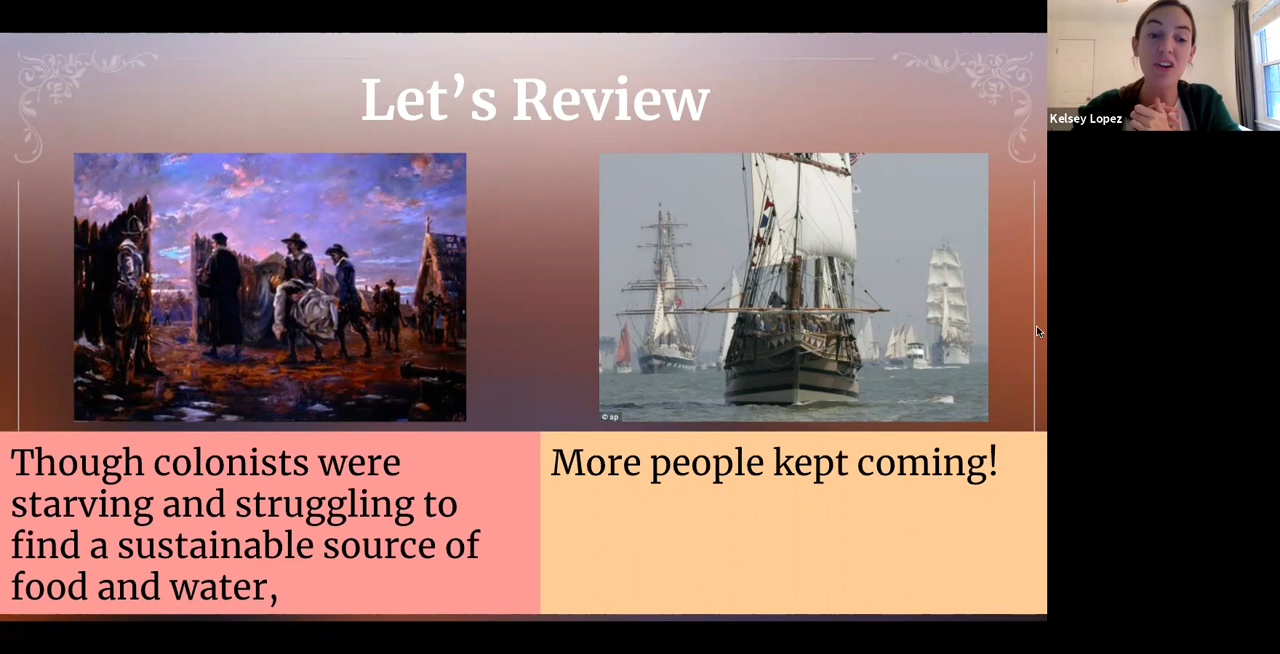 Let’s Review
© ap
Though colonists were
starving and struggling to
find a sustainable source of
food and water,
More people kept coming!
Kelsey Lopez